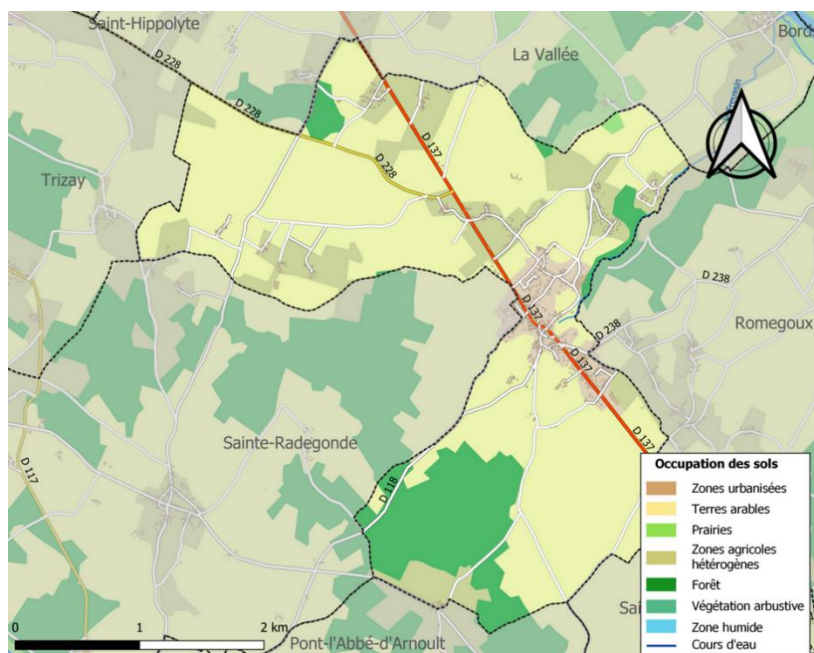 Saint-Hippolyte
La Vallée
D 228
D 228
D 137
D 228
Trizay
D 137
D 238
D 137
D 238
Romegoux
D 137
Sainte-Radegonde
D 137
D 117
D 118
Pont-l'Abbé-d'Arnoult
0 1 2 km
Occupation des sols
Zones urbanisées
Terres arables
Prairies
Zones agricoles
hétérogènes
Forêt
Végétation arbustive
Zone humide
Cours d'eau